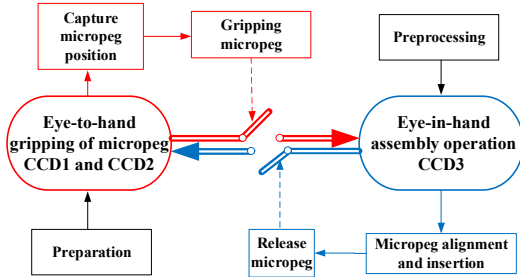 Capture
micropeg
position
Gripping
micropeg
Preprocessing
Eye-to-hand
gripping of micropeg
CCD1 and CCD2
Eye-in-hand
assembly operation
CCD3
Preparation
Release
micropeg
Micropeg alignment
and insertion